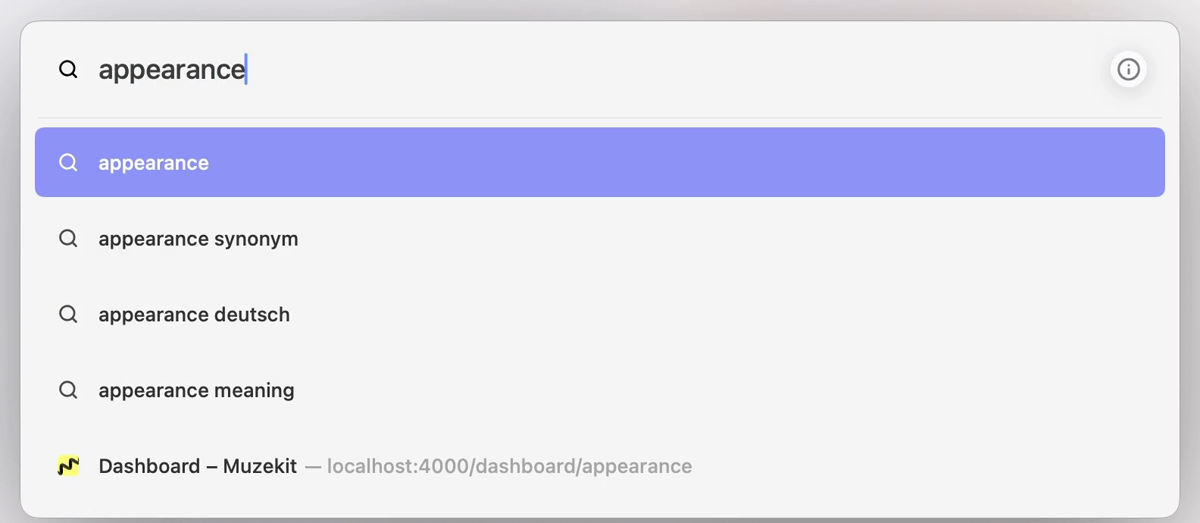 appearance
appearance
appearance synonym
appearance deutsch
appearance meaning
Dashboard – Muzekit — localhost:4000/dashboard/appearance